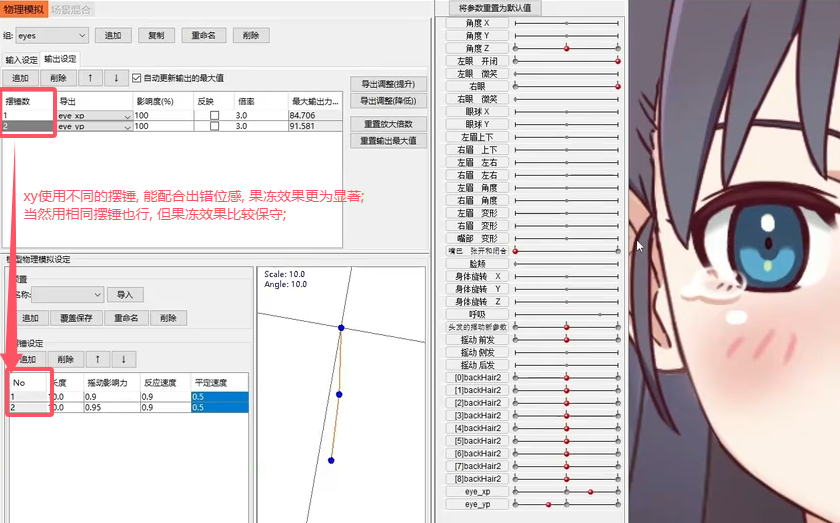 物理模拟 场景混合
组: eyes 追加 复制 重命名 删除
输入设定 输出设定
追加 删除 ↑ ↓ 自动更新输出的最大值
摆锤数 导出 影响度(%) 反映 倍率 最大输出力...
1 eye_xp 100 3.0 84.706
2 eye_yp 100 3.0 91.581
导出调整(提升)
导出调整(降低))
重置放大倍数
重置输出最大值
xy使用不同的摆锤, 能配合出错位感, 果冻效果更为显著;
当然用相同摆锤也行, 但果冻效果比较保守;
型物理模拟设定
置
名称: 导入
追加 覆盖保存 重命名 删除
锤设定
追加 删除 ↑ ↓
No 长度 摇动影响力 反应速度 平定速度
1 10.0 0.9 0.9 0.5
2 10.0 0.95 0.9 0.5
Scale: 10.0
Angle: 10.0
将参数重置为默认值
角度 X
角度 Y
角度 Z
左眼 开闭
左眼 微笑
右眼
右眼 微笑
眼球 X
眼球 Y
左眉上下
右眉 上下
左眉 左右
右眉 左右
左眉 角度
右眉 角度
左眉 变形
右眉 变形
嘴部 变形
嘴巴 张开和闭合
脸颊
身体旋转 X
身体旋转 Y
身体旋转 Z
呼吸
头发的摇动新参数
摇动 前发
摇动 侧发
摇动 后发
[0]backHair2
[1]backHair2
[2]backHair2
[3]backHair2
[4]backHair2
[5]backHair2
[6]backHair2
[7]backHair2
[8]backHair2
eye_xp
eye_yp